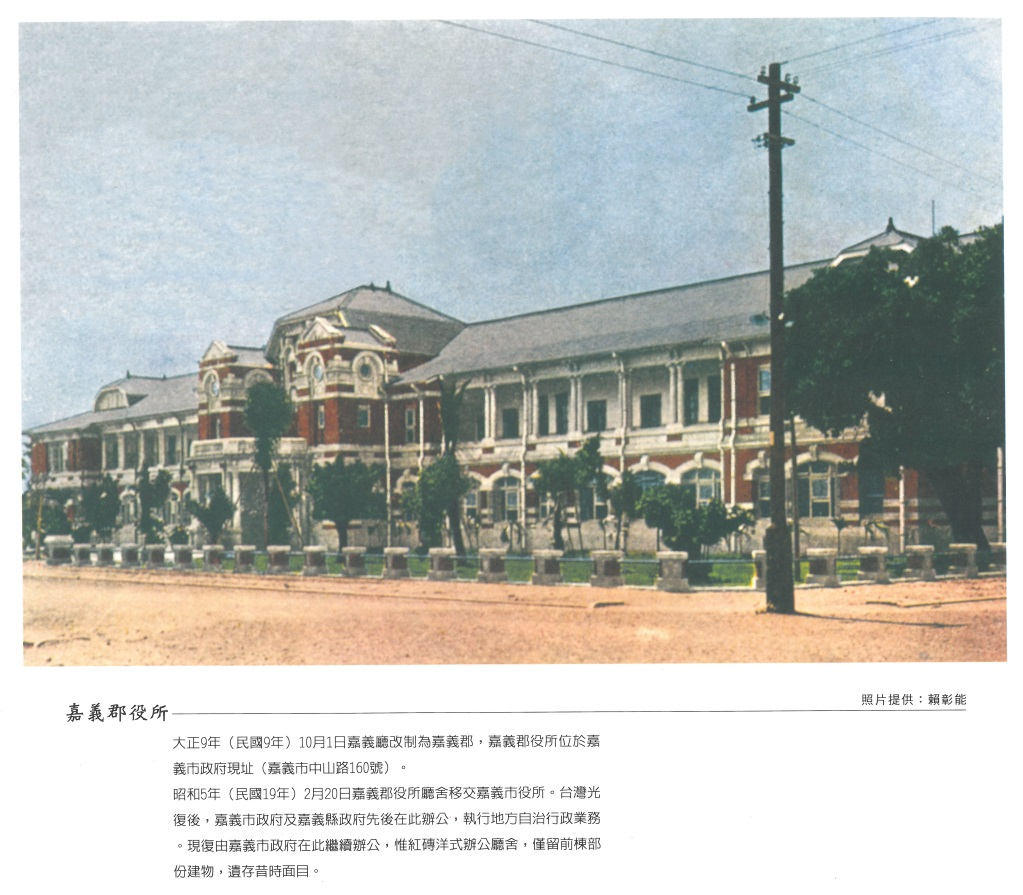 嘉義郡役所
照片提供：賴彰能
大正9年（民國9年）10月1日嘉義廳改制為嘉義郡，嘉義郡役所位於嘉
義市政府現址（嘉義市中山路160號）。
昭和5年（民國19年）2月20日嘉義郡役所廳舍移交嘉義市役所。台灣光
復後，嘉義市政府及嘉義縣政府先後在此辦公，執行地方自治行政業務
。現復由嘉義市政府在此繼續辦公，惟紅磚洋式辦公廳舍，僅留前棟部
份建物，遺存昔時面目。